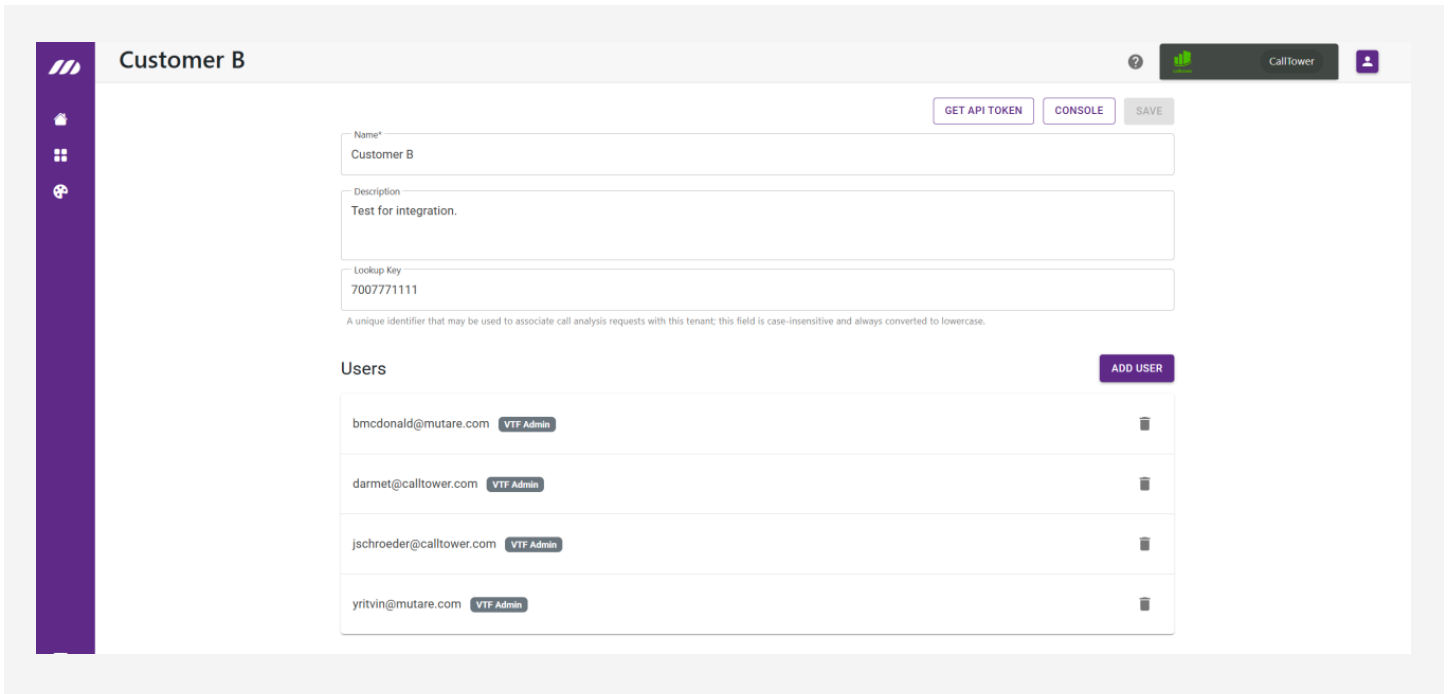 Customer B
CallTower
GET API TOKEN
CONSOLE
SAVE
Name*
Customer B
Description
Test for integration.
Lookup Key
7007771111
A unique identifier that may be used to associate call analysis requests with this tenant; this field is case-insensitive and always converted to lowercase.
Users
ADD USER
bmcdonald@mutare.com VTF Admin
darmet@calltower.com VTF Admin
jschroeder@calltower.com VTF Admin
yritvin@mutare.com VTF Admin